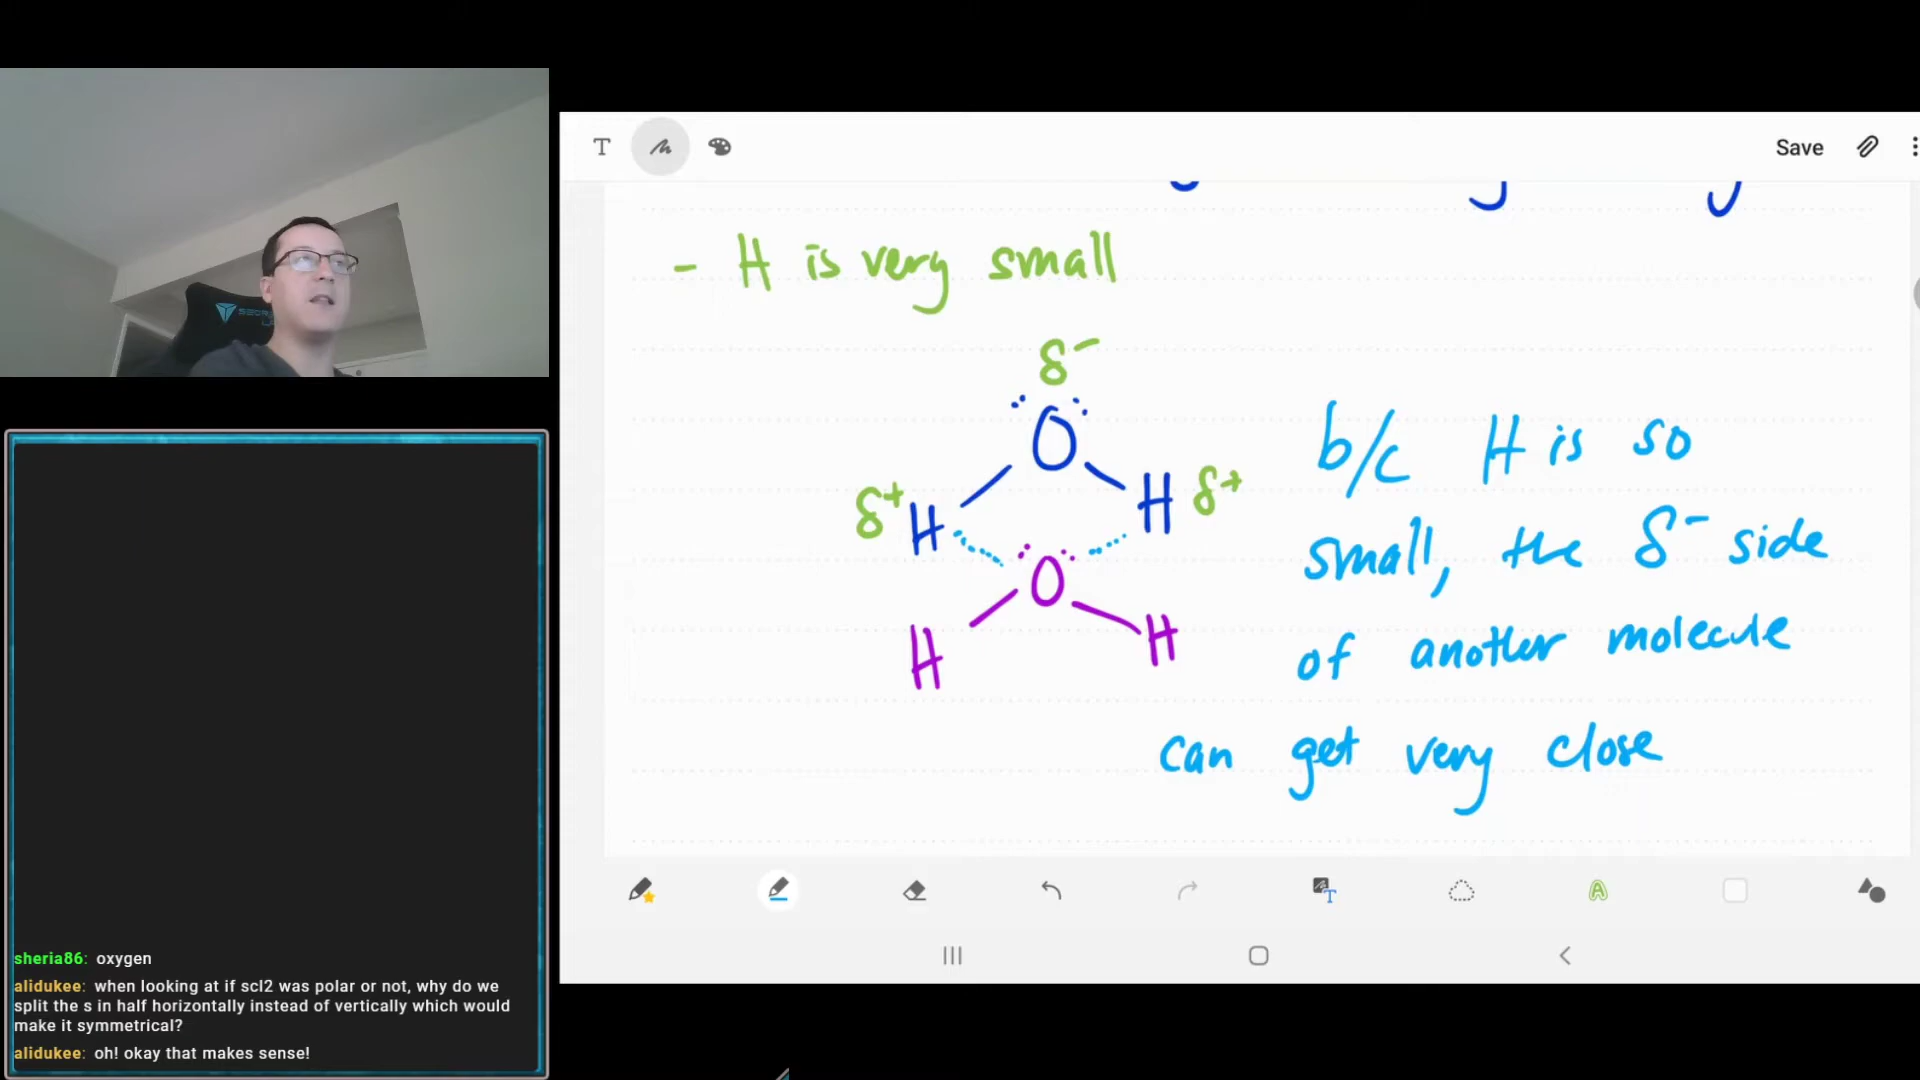 T
Save
- H is very small
δ-
O
δ+ H
H δ+
O
H
H
b/c H is so
small, the δ- side
of another molecule
can get very close
T
A
sheria86: oxygen
alidukee: when looking at if scl2 was polar or not, why do we
split the s in half horizontally instead of vertically which would
make it symmetrical?
alidukee: oh! okay that makes sense!